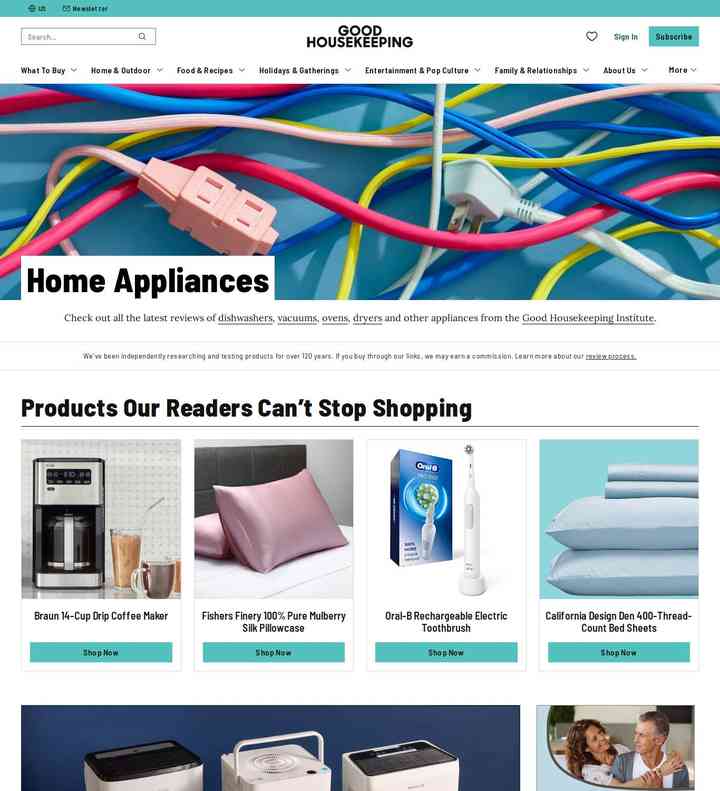 US
Newsletter
Search...
GOOD
HOUSEKEEPING
Sign In
Subscribe
What To Buy
Home & Outdoor
Food & Recipes
Holidays & Gatherings
Entertainment & Pop Culture
Family & Relationships
About Us
More
Home Appliances
Check out all the latest reviews of dishwashers, vacuums, ovens, dryers and other appliances from the Good Housekeeping Institute.
We've been independently researching and testing products for over 120 years. If you buy through our links, we may earn a commission. Learn more about our review process.
Products Our Readers Can't Stop Shopping
Oral-B
Braun 14-Cup Drip Coffee Maker
Shop Now
Fishers Finery 100% Pure Mulberry
Silk Pillowcase
Shop Now
Oral-B Rechargeable Electric
Toothbrush
Shop Now
California Design Den 400-Thread-
Count Bed Sheets
Shop Now